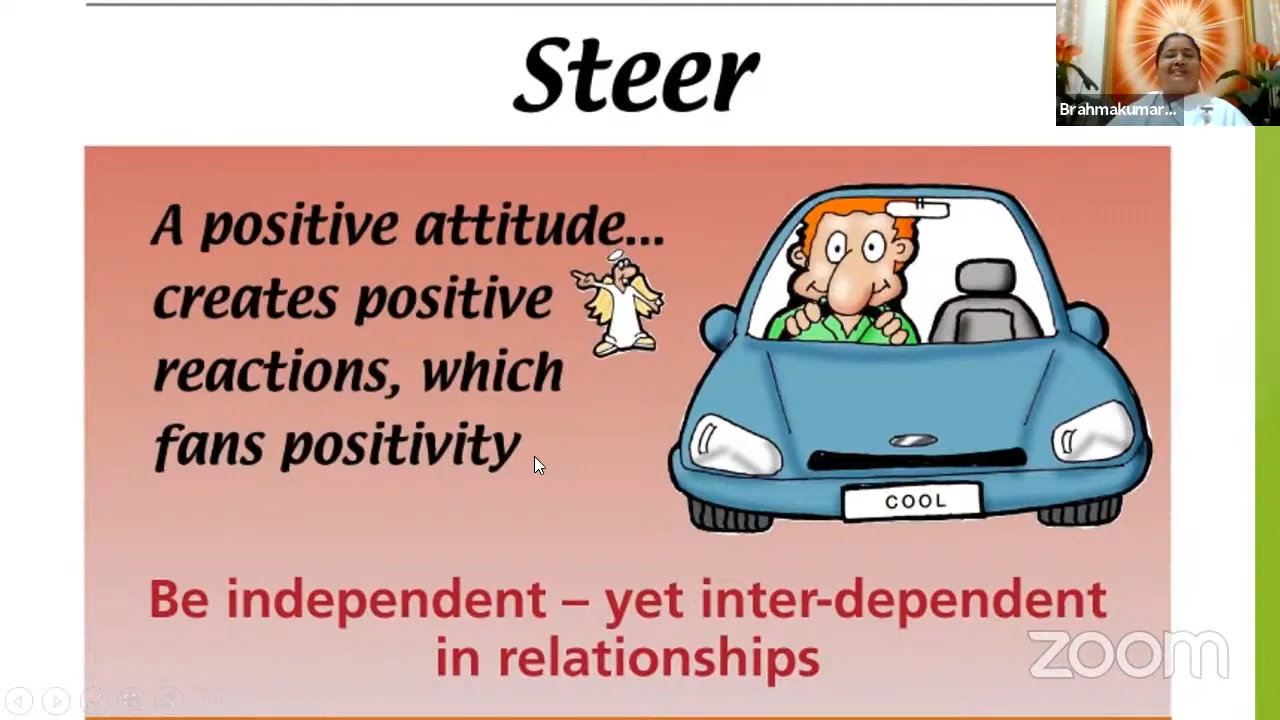 Steer
Brahmakumar...
A positive attitude...
creates positive
reactions, which
fans positivity
COOL
Be independent – yet inter-dependent
in relationships
zoom